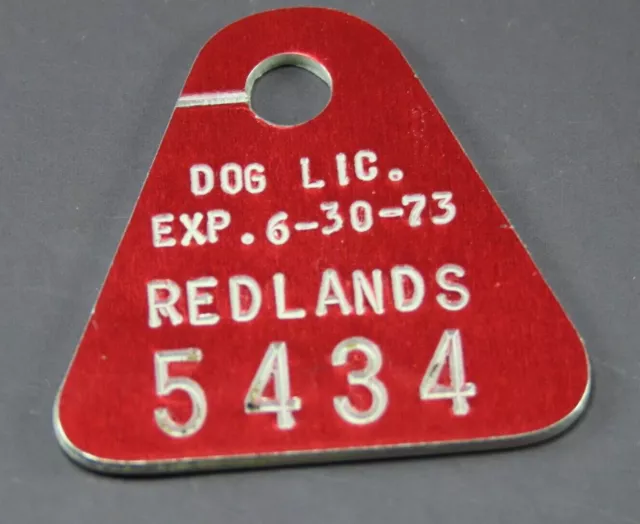 DOG LIC.
EXP. 6-30-73
REDLANDS
5434